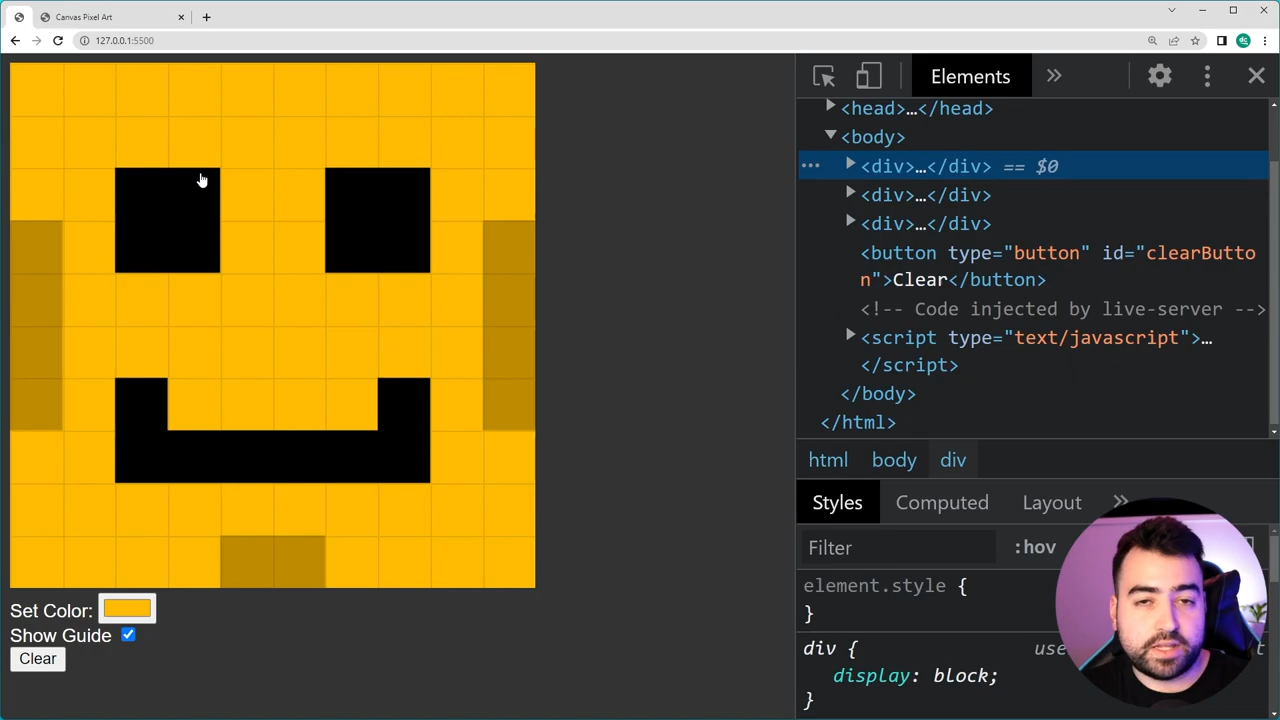 Canvas Pixel Art
127.0.0.1:5500
Elements
<head>…</head>
<body>
<div>…</div> == $0
<div>…</div>
<div>…</div>
<button type="button" id="clearButto
n">Clear</button>
<!-- Code injected by live-server -->
<script type="text/javascript">…
</script>
</body>
</html>
html body div
Styles Computed Layout
Filter :hov
element.style {
}
div {
display: block;
}
Set Color:
Show Guide
Clear